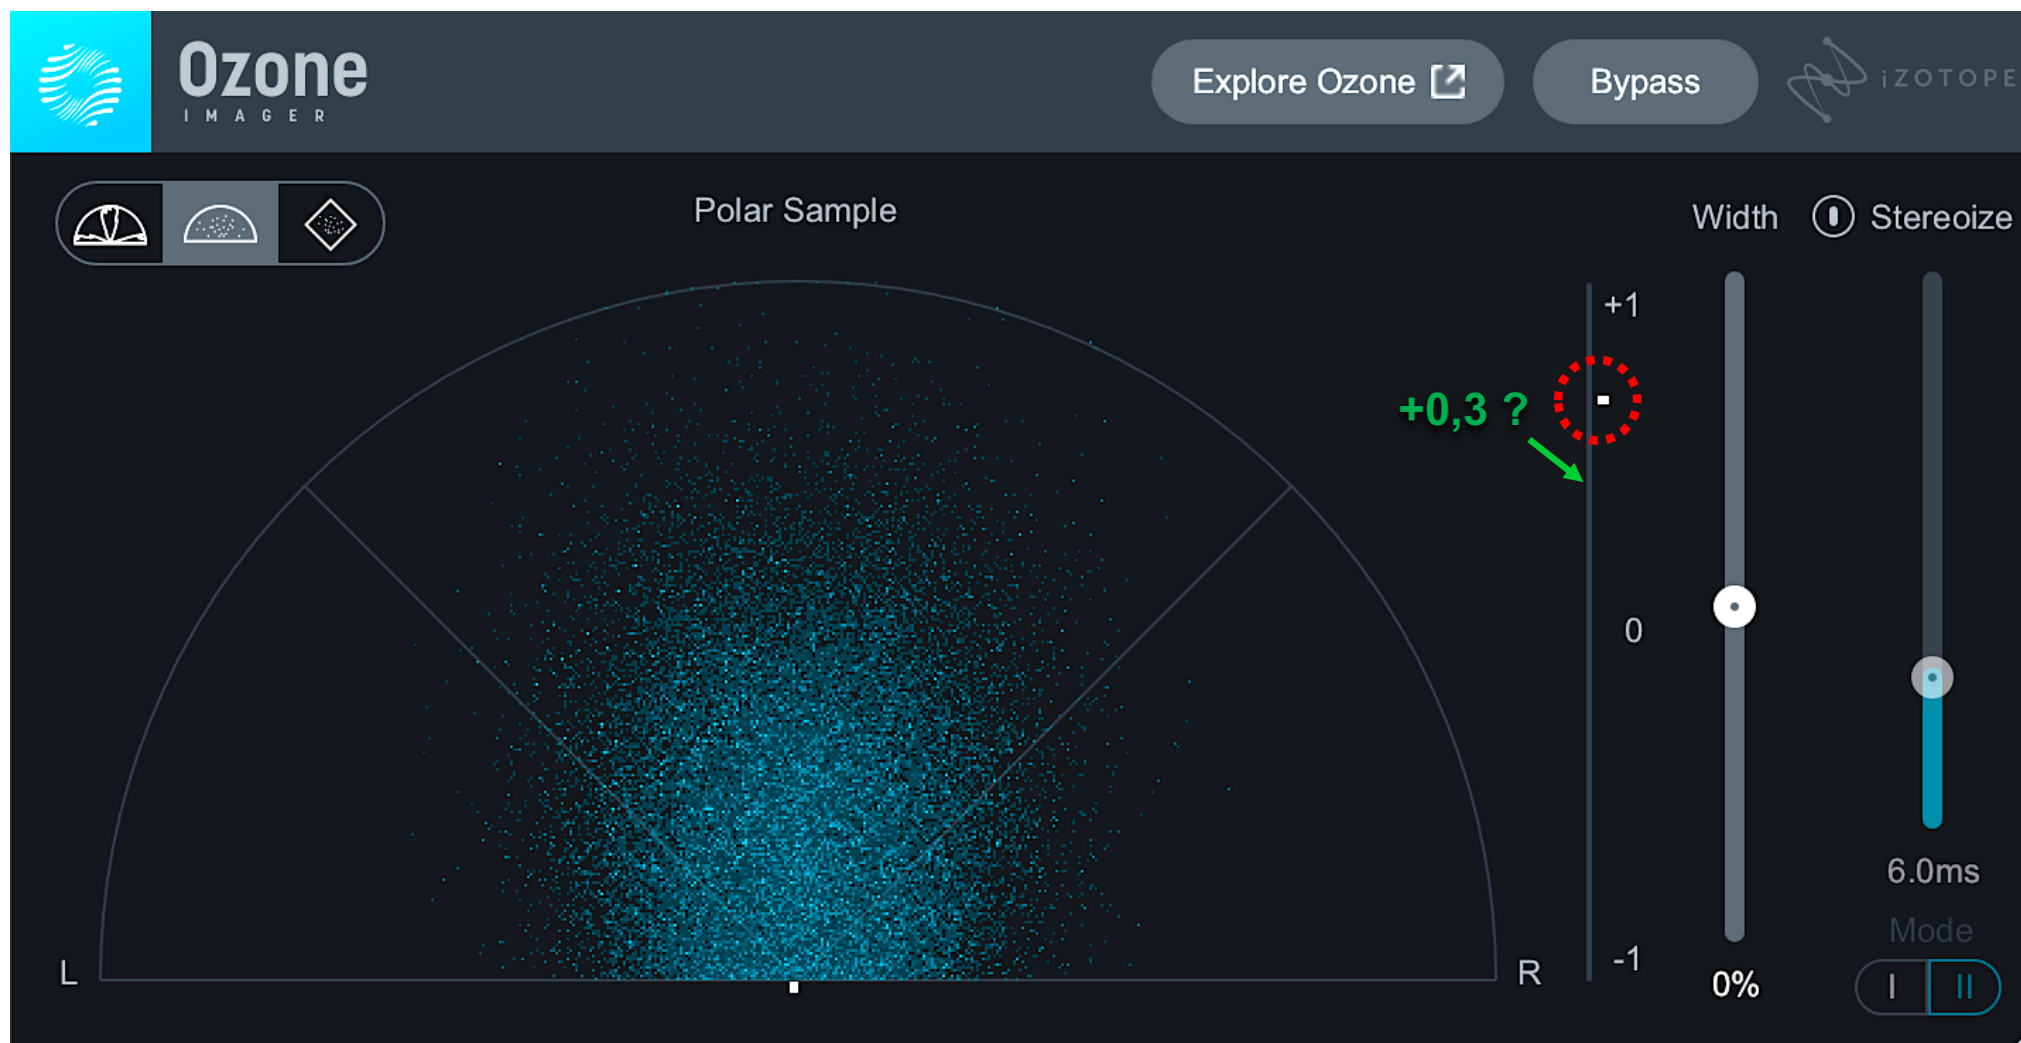 Ozone
IMAGER
Explore Ozone
Bypass
iZOTOPE
Polar Sample
Width
Stereoize
+1
+0,3 ?
0
6.0ms
Mode
-1
L
R
0%
I
II